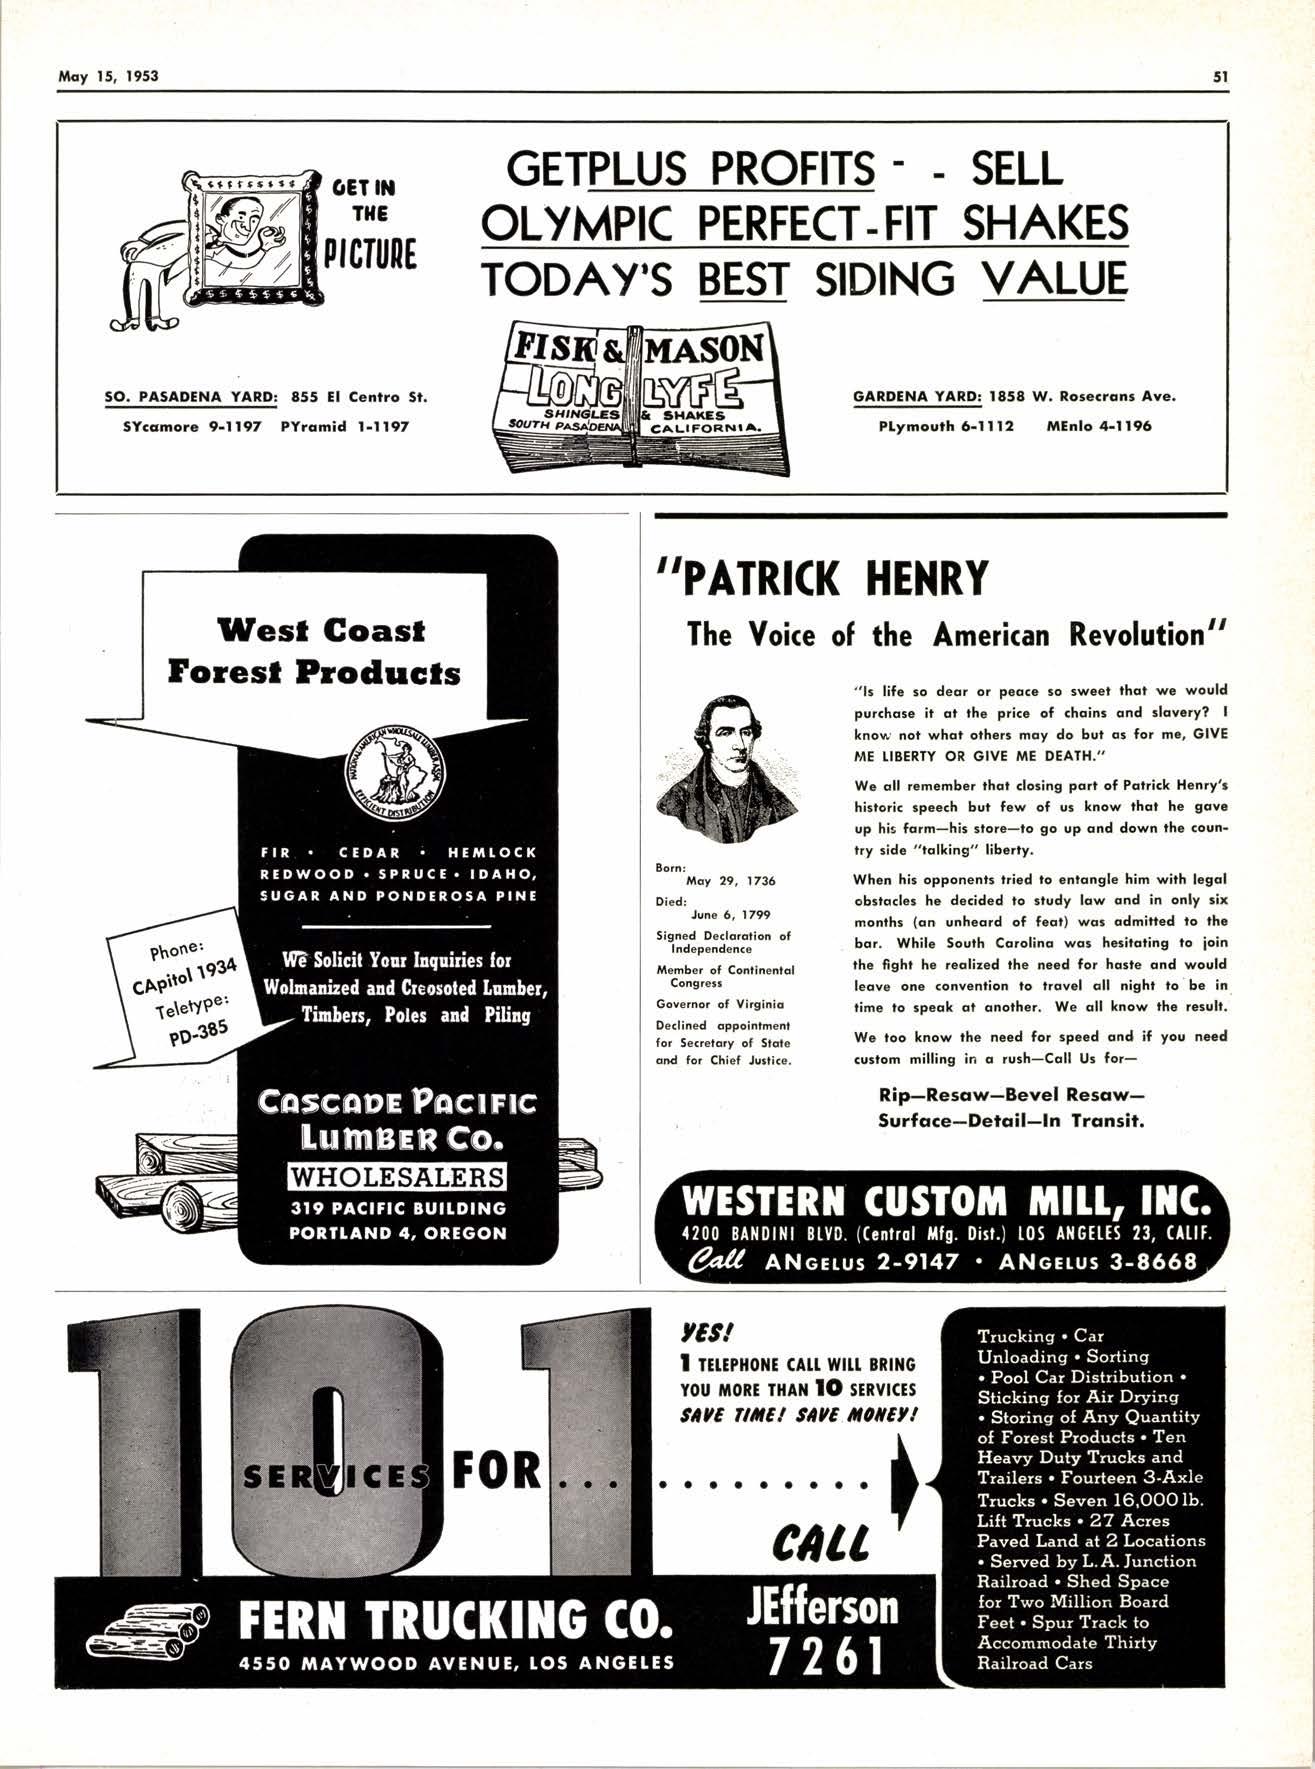 May 15, 1953
51
GET IN
THE
PICTURE
GETPLUS PROFITS - - SELL
OLYMPIC PERFECT-FIT SHAKES
TODAY'S BEST SIDING VALUE
FISK & MASON
LONG LYFE
SHINGLES & SHAKES
SOUTH PASADENA CALIFORNIA.
SO. PASADENA YARD: 855 El Centro St.
SYcamore 9-1197 PYramid 1-1197
GARDENA YARD: 1858 W. Rosecrans Ave.
PLymouth 6-1112 MEnlo 4-1196
West Coast
Forest Products
NATIONAL AMERICAN WHOLESALE LUMBER ASSN
EFFICIENT DISTRIBUTION
FIR • CEDAR • HEMLOCK
REDWOOD • SPRUCE • IDAHO,
SUGAR AND PONDEROSA PINE
Phone:
CApitol 1934
Teletype:
PD-385
We Solicit Your Inquiries for
Wolmanized and Creosoted Lumber,
Timbers, Poles and Piling
CASCADE PACIFIC
LUMBER CO.
WHOLESALERS
319 PACIFIC BUILDING
PORTLAND 4, OREGON
"PATRICK HENRY
The Voice of the American Revolution"
Born:
May 29, 1736
Died:
June 6, 1799
Signed Declaration of
Independence
Member of Continental
Congress
Governor of Virginia
Declined appointment
for Secretary of State
and for Chief Justice.
"Is life so dear or peace so sweet that we would
purchase it at the price of chains and slavery? I
know not what others may do but as for me, GIVE
ME LIBERTY OR GIVE ME DEATH."
We all remember that closing part of Patrick Henry's
historic speech but few of us know that he gave
up his farm—his store—to go up and down the coun-
try side "talking" liberty.
When his opponents tried to entangle him with legal
obstacles he decided to study law and in only six
months (an unheard of feat) was admitted to the
bar. While South Carolina was hesitating to join
the fight he realized the need for haste and would
leave one convention to travel all night to be in
time to speak at another. We all know the result.
We too know the need for speed and if you need
custom milling in a rush—Call Us for—
Rip—Resaw—Bevel Resaw—
Surface—Detail—In Transit.
WESTERN CUSTOM MILL, INC.
4200 BANDINI BLVD. (Central Mfg. Dist.) LOS ANGELES 23, CALIF.
Call ANGELUS 2-9147 • ANGELUS 3-8668
10 SERVICES FOR... 1
YES!
1 TELEPHONE CALL WILL BRING
YOU MORE THAN 10 SERVICES
SAVE TIME! SAVE MONEY!
CALL
JEfferson
7261
FERN TRUCKING CO.
4550 MAYWOOD AVENUE, LOS ANGELES
Trucking • Car
Unloading • Sorting
• Pool Car Distribution •
Sticking for Air Drying
• Storing of Any Quantity
of Forest Products • Ten
Heavy Duty Trucks and
Trailers • Fourteen 3-Axle
Trucks • Seven 16,000 lb.
Lift Trucks • 27 Acres
Paved Land at 2 Locations
• Served by L.A. Junction
Railroad • Shed Space
for Two Million Board
Feet • Spur Track to
Accommodate Thirty
Railroad Cars